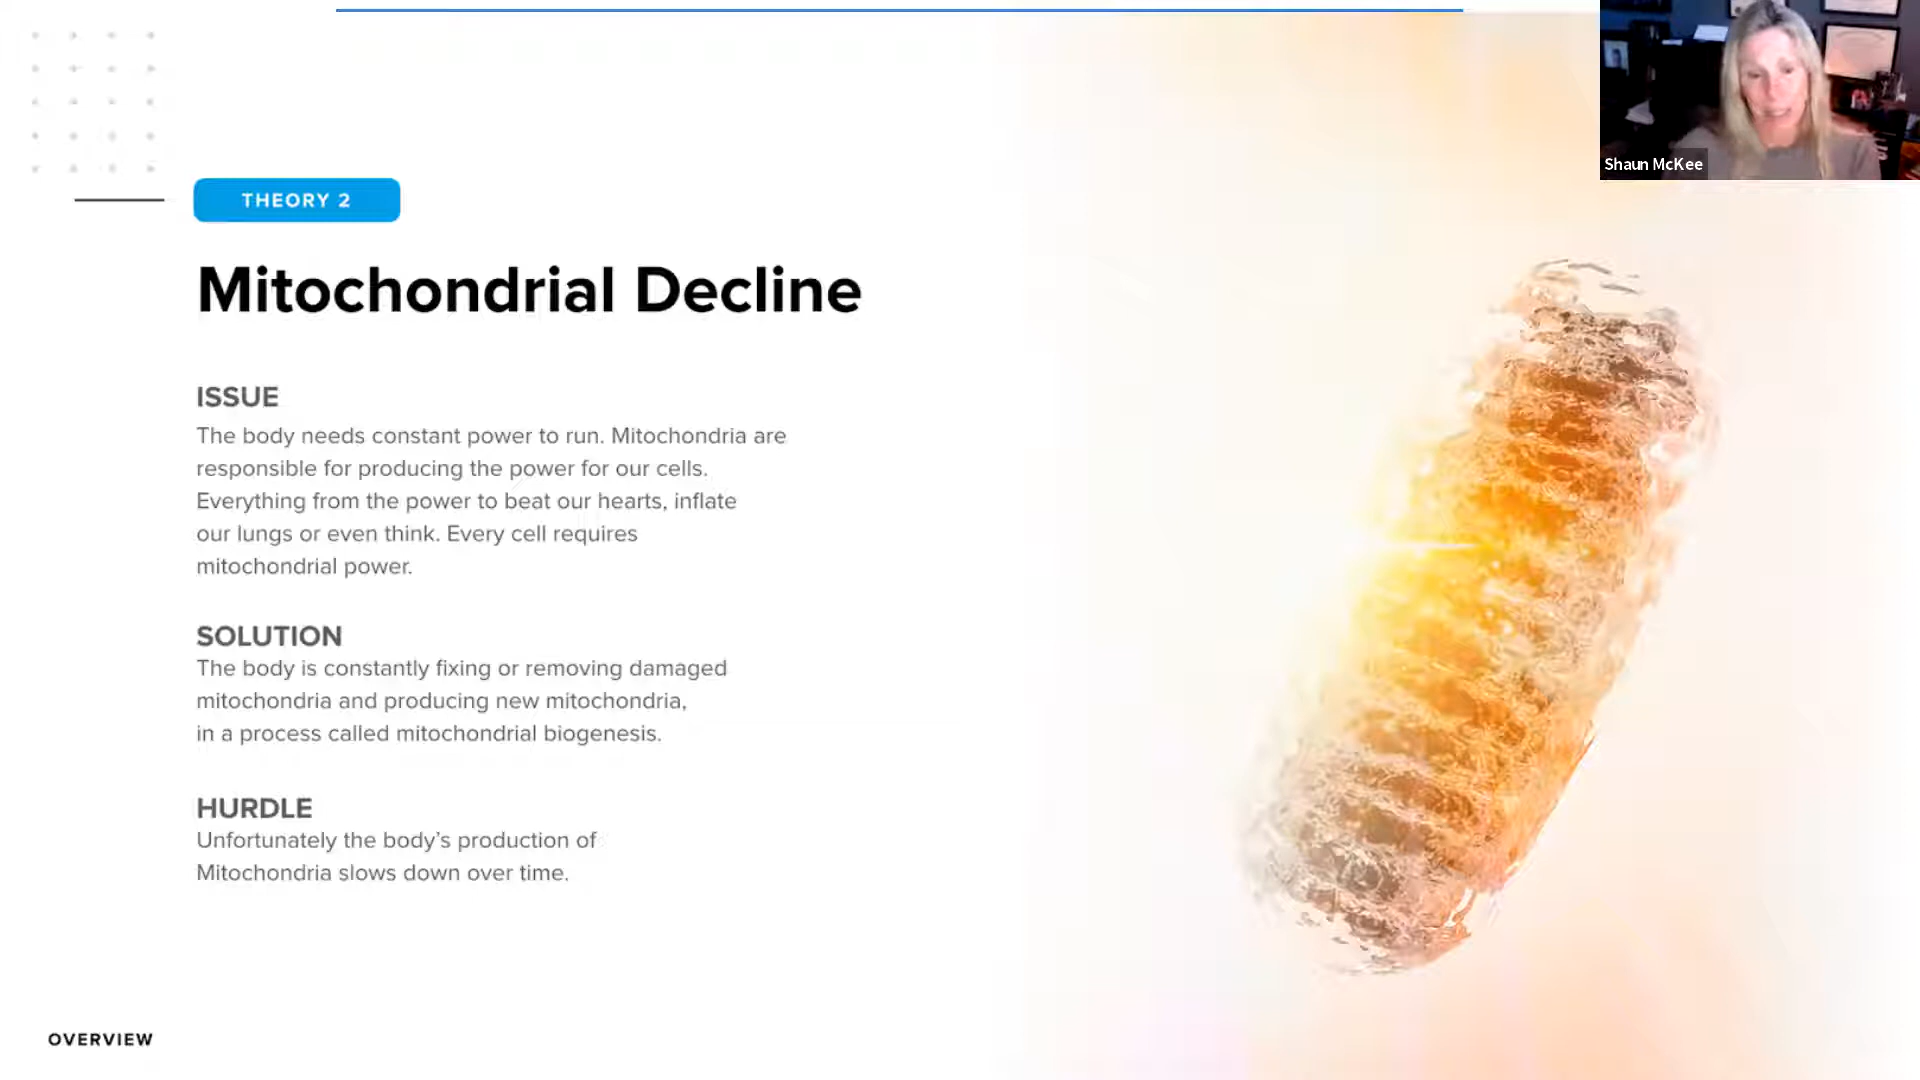 Shaun McKee
THEORY 2
Mitochondrial Decline
ISSUE
The body needs constant power to run. Mitochondria are
responsible for producing the power for our cells.
Everything from the power to beat our hearts, inflate
our lungs or even think. Every cell requires
mitochondrial power.
SOLUTION
The body is constantly fixing or removing damaged
mitochondria and producing new mitochondria,
in a process called mitochondrial biogenesis.
HURDLE
Unfortunately the body’s production of
Mitochondria slows down over time.
OVERVIEW